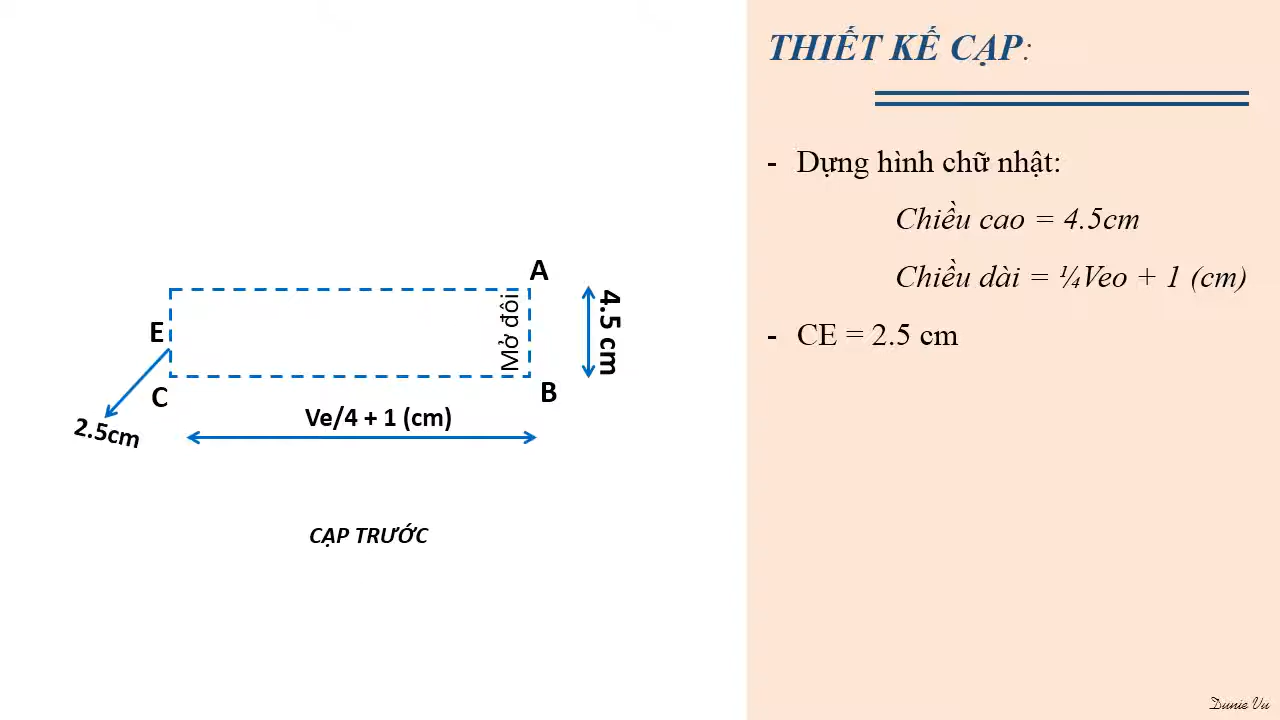 THIẾT KẾ CẠP:
- Dựng hình chữ nhật:
Chiều cao = 4.5cm
Chiều dài = ¼Veo + 1 (cm)
- CE = 2.5 cm
A
Mở đôi
4.5 cm
E
C
B
2.5cm
Ve/4 + 1 (cm)
CẠP TRƯỚC
Dunie Vu